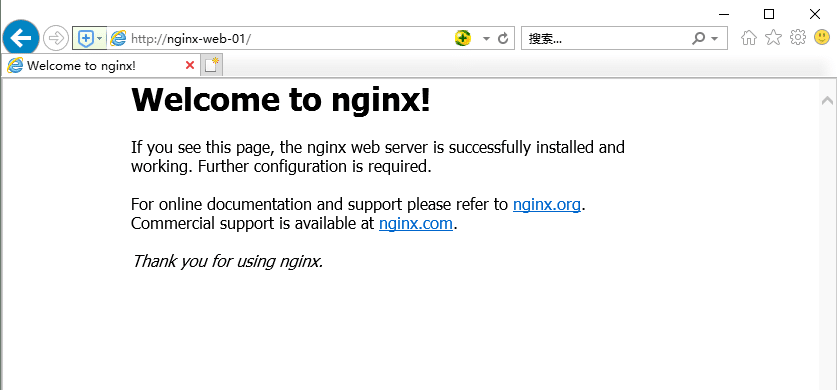 http://nginx-web-01/
搜索...
Welcome to nginx!
Welcome to nginx!
If you see this page, the nginx web server is successfully installed and
working. Further configuration is required.
For online documentation and support please refer to nginx.org.
Commercial support is available at nginx.com.
Thank you for using nginx.